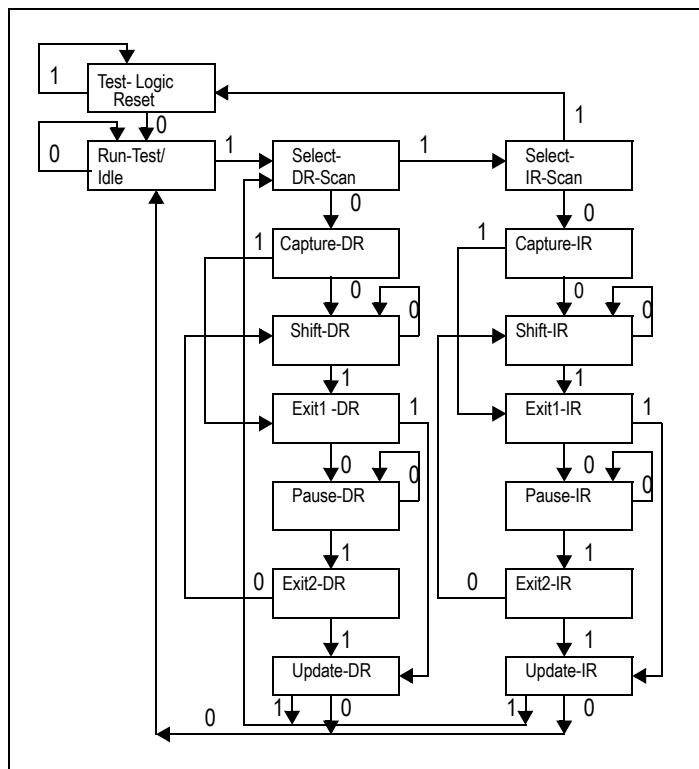 1
Test- Logic
Reset
1
0
0
Run-Test/
Idle
1
Select-
DR-Scan
1
Select-
IR-Scan
0
0
1
Capture-DR
1
Capture-IR
0
0
Shift-DR
0
Shift-IR
0
1
1
Exit1 -DR
1
Exit1-IR
1
0
0
Pause-DR
0
Pause-IR
0
1
1
0
Exit2-DR
0
Exit2-IR
1
1
Update-DR
Update-IR
0
1
0
1
0